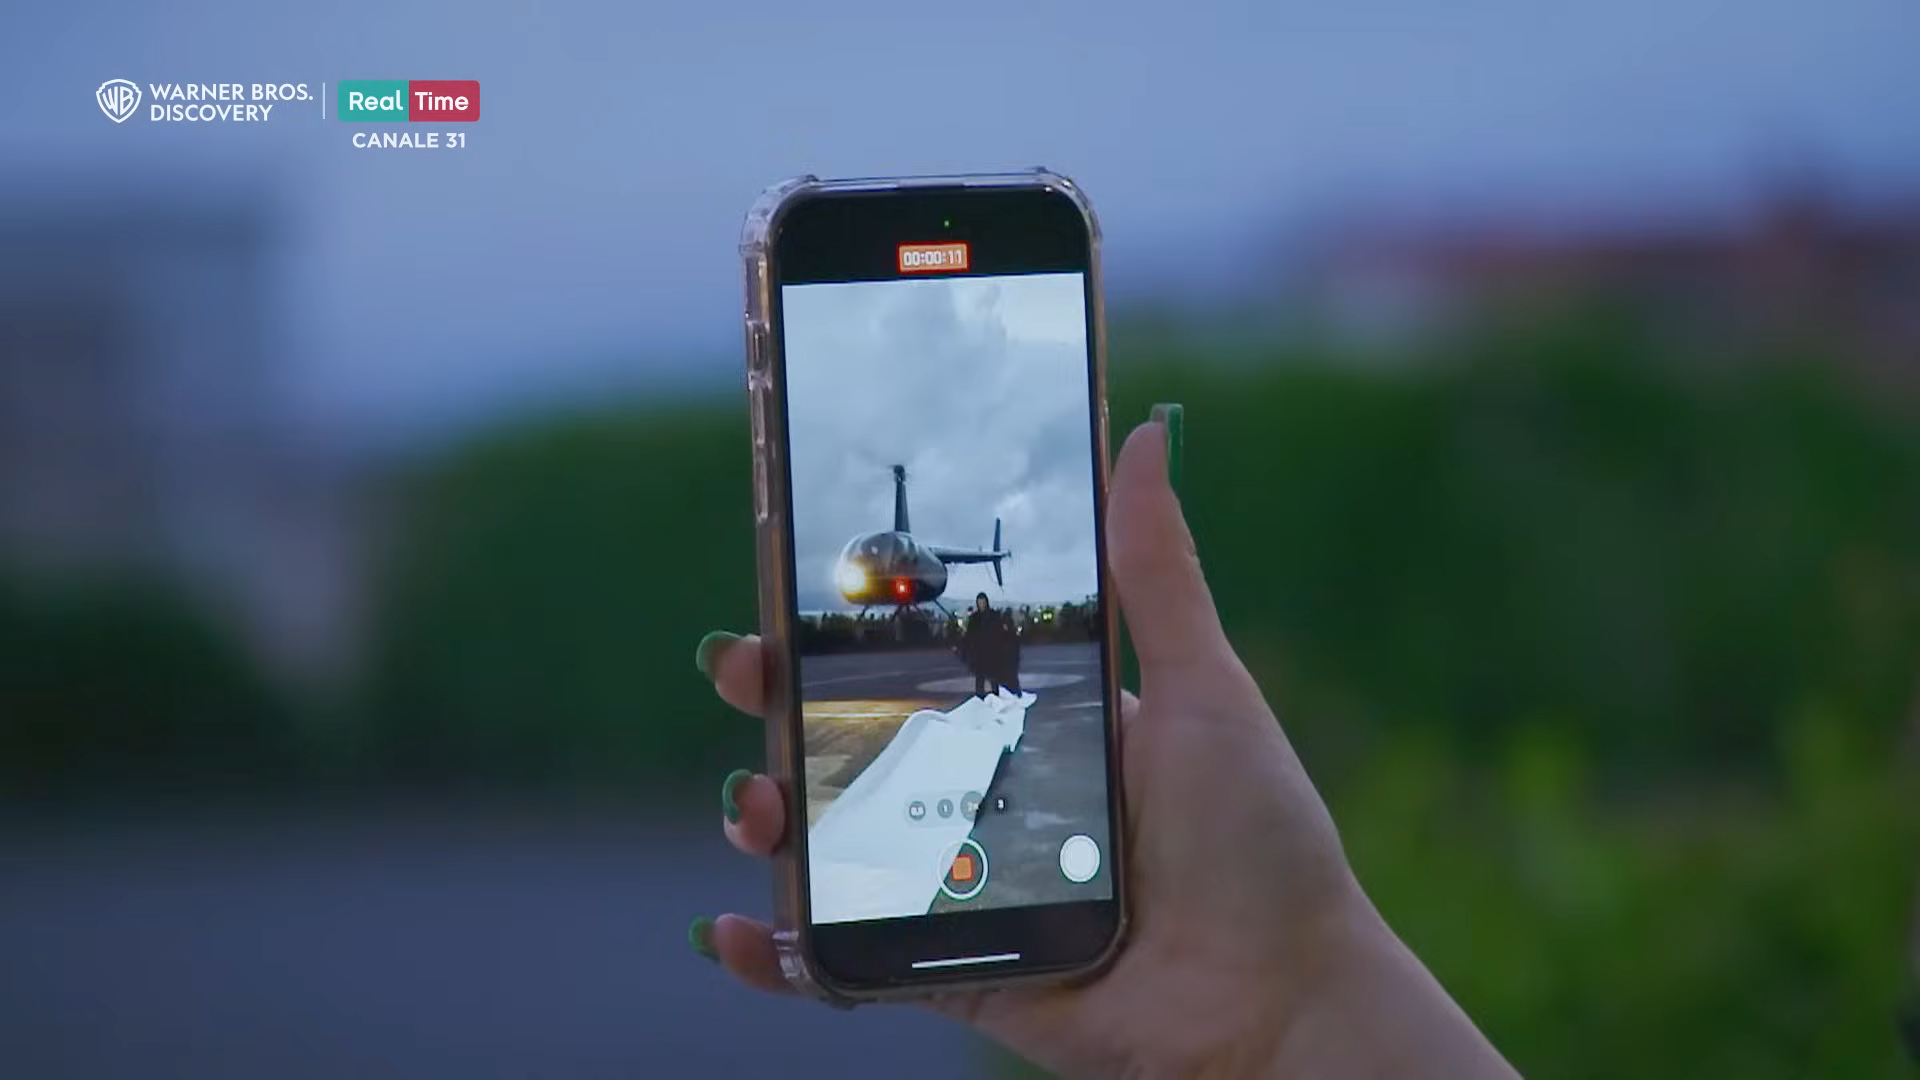 WARNER BROS.
DISCOVERY
Real Time
CANALE 31
00:00:11